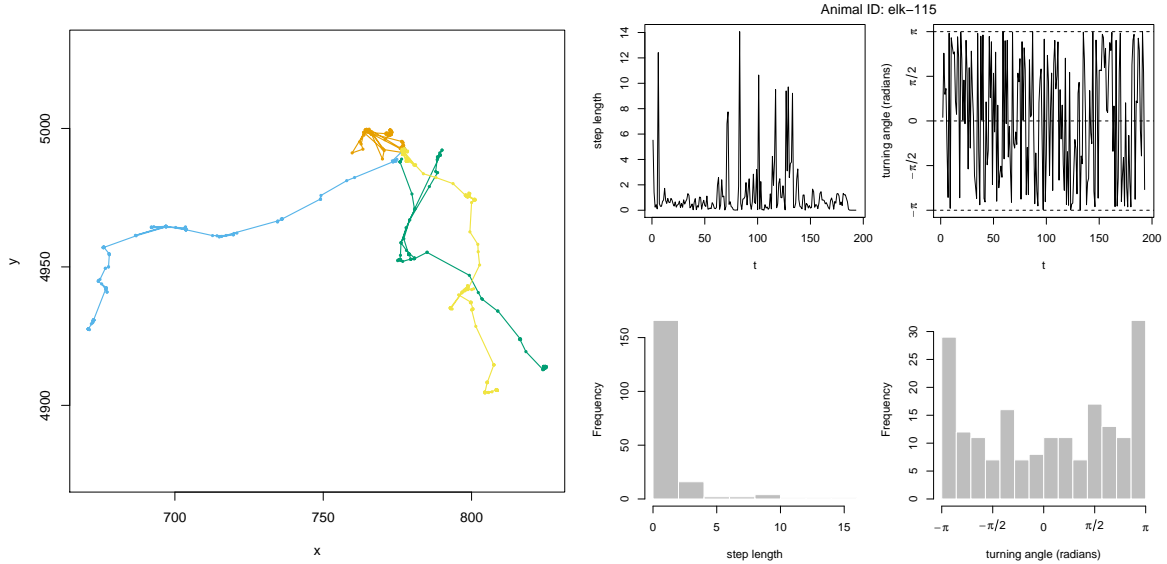 Animal ID: elk−115
y
5000
4950
4900
700
750
800
x
step length
14
12
10
8
6
4
2
0
0
50
100
150
200
t
turning angle (radians)
π
π/2
0
−π/2
−π
0
50
100
150
200
t
Frequency
150
100
50
0
0
5
10
15
step length
Frequency
30
25
20
15
10
5
0
−π
−π/2
0
π/2
π
turning angle (radians)